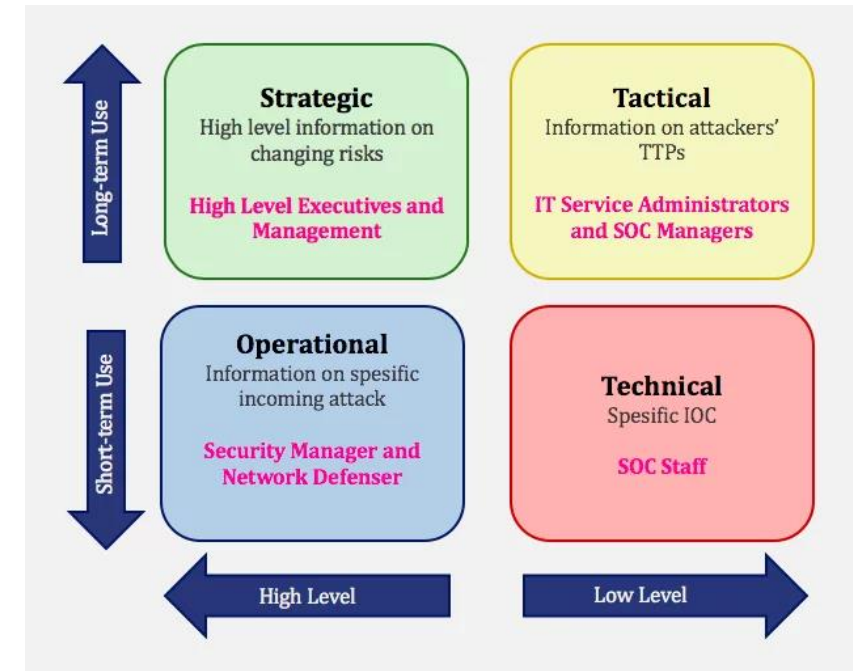 Long-term Use
Strategic
High level information on
changing risks
High Level Executives and
Management
Tactical
Information on attackers'
TTPs
IT Service Administrators
and SOC Managers
Short-term Use
Operational
Information on spesific
incoming attack
Security Manager and
Network Defenser
Technical
Spesific IOC
SOC Staff
High Level
Low Level